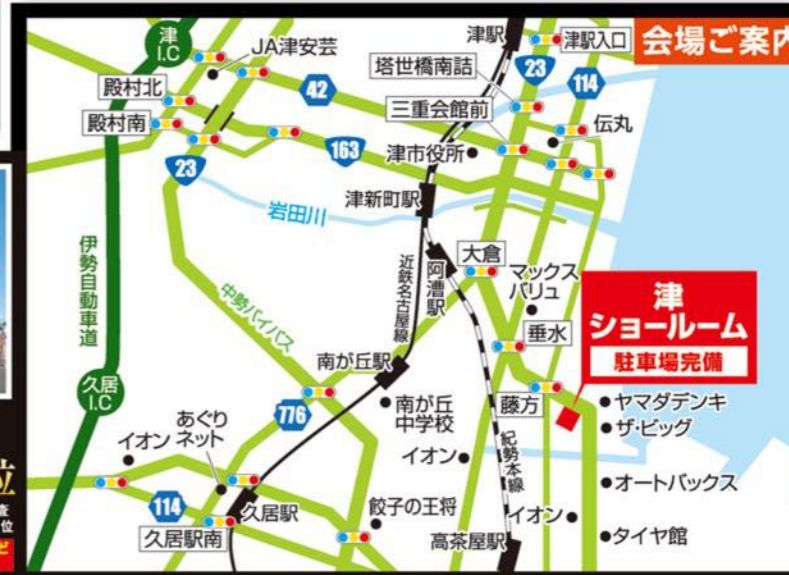 会場ご案内
津駅
津駅入口
津
I.C
JA津安芸
塔世橋南詰
23
114
殿村北
42
三重会館前
伝丸
殿村南
163
津市役所
23
津新町駅
岩田川
伊勢自動車道
近鉄名古屋線
阿漕駅
大倉
マックス
バリュ
中勢バイパス
垂水
津
ショールーム
駐車場完備
南が丘駅
久居
I.C
776
南が丘
中学校
藤方
ヤマダデンキ
ザ・ビッグ
あぐり
ネット
イオン
イオン
紀勢本線
オートバックス
114
久居駅
餃子の王将
イオン
久居駅南
高茶屋駅
タイヤ館
位
査
位